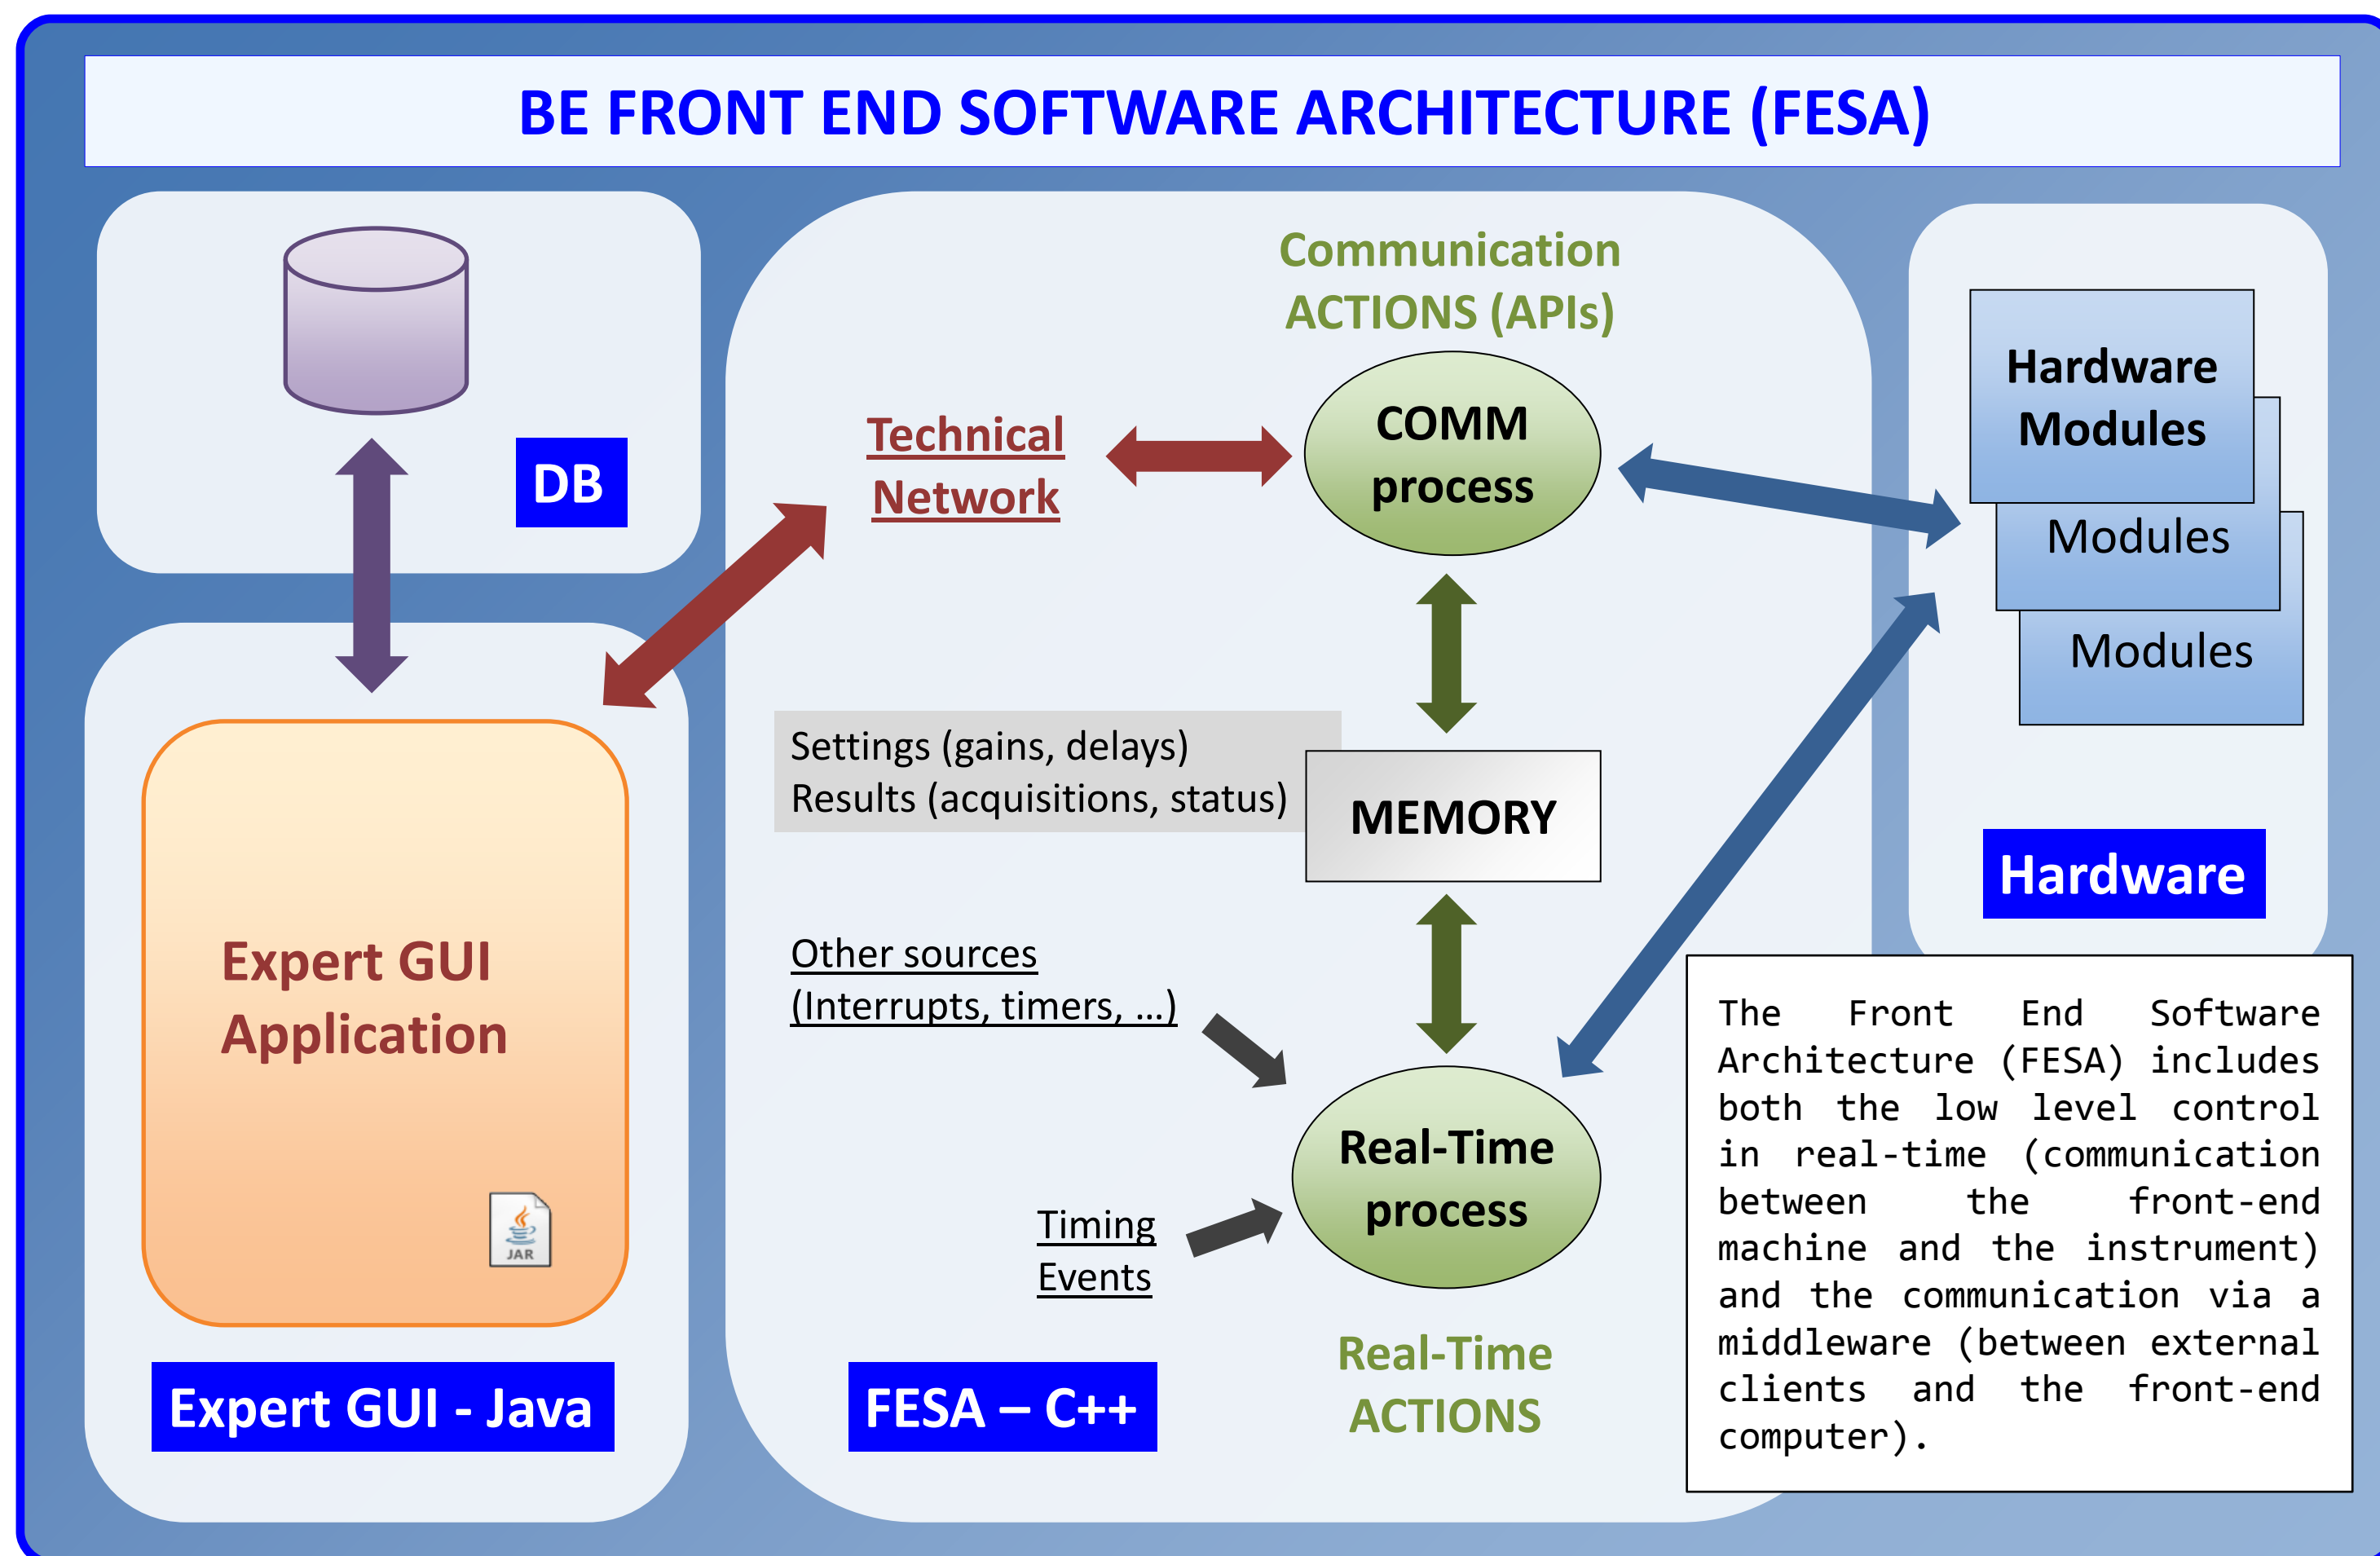 BE FRONT END SOFTWARE ARCHITECTURE (FESA)
DB
Expert GUI
Application
JAR
Expert GUI - Java
Communication
ACTIONS (APIs)
Technical
Network
COMM
process
Settings (gains, delays)
Results (acquisitions, status)
MEMORY
Other sources
(Interrupts, timers, ...)
Real-Time
process
Timing
Events
Real-Time
ACTIONS
FESA – C++
Hardware
Modules
Modules
Modules
Hardware
The Front End Software
Architecture (FESA) includes
both the low level control
in real-time (communication
between the front-end
machine and the instrument)
and the communication via a
middleware (between external
clients and the front-end
computer).